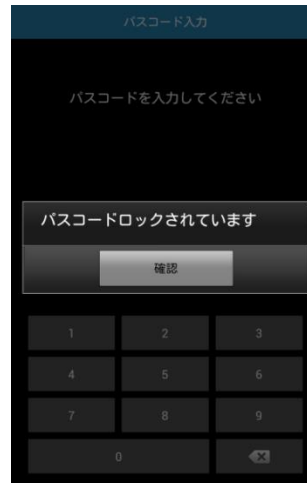 パスコード入力
パスコードを入力してください
パスコードロックされています
確認
1 2 3
4 5 6
7 8 9
0